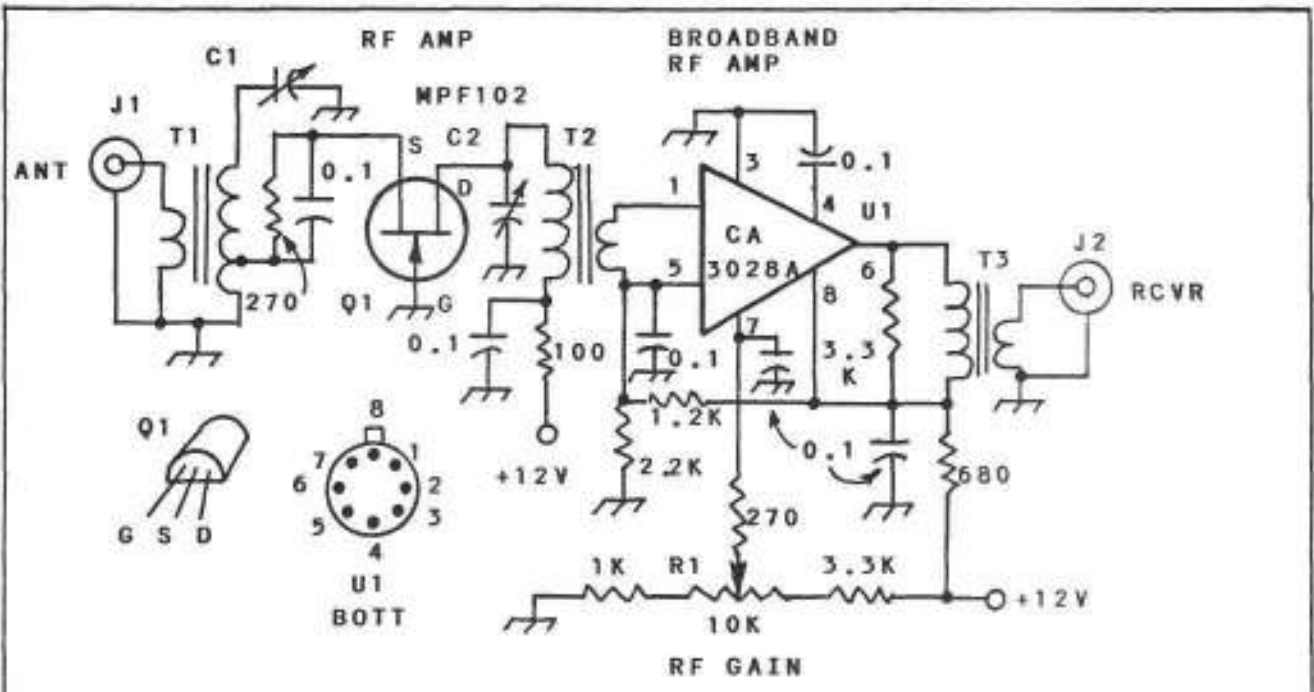 RF AMP
BROADBAND
RF AMP
C1
J1
MPF102
T1
S
C2
T2
ANT
0.1
D
3
0.1
1
4
U1
CA
3028A
J2
5
6
T3
270
Q1
G
8
RCVR
0.1
100
0.1
7
3.3
K
8
1.2K
Q1
7
1
0.1
+12V
2.2K
680
6
2
5
3
270
G S D
4
1K
R1
3.3K
U1
+12V
BOTT
10K
RF GAIN